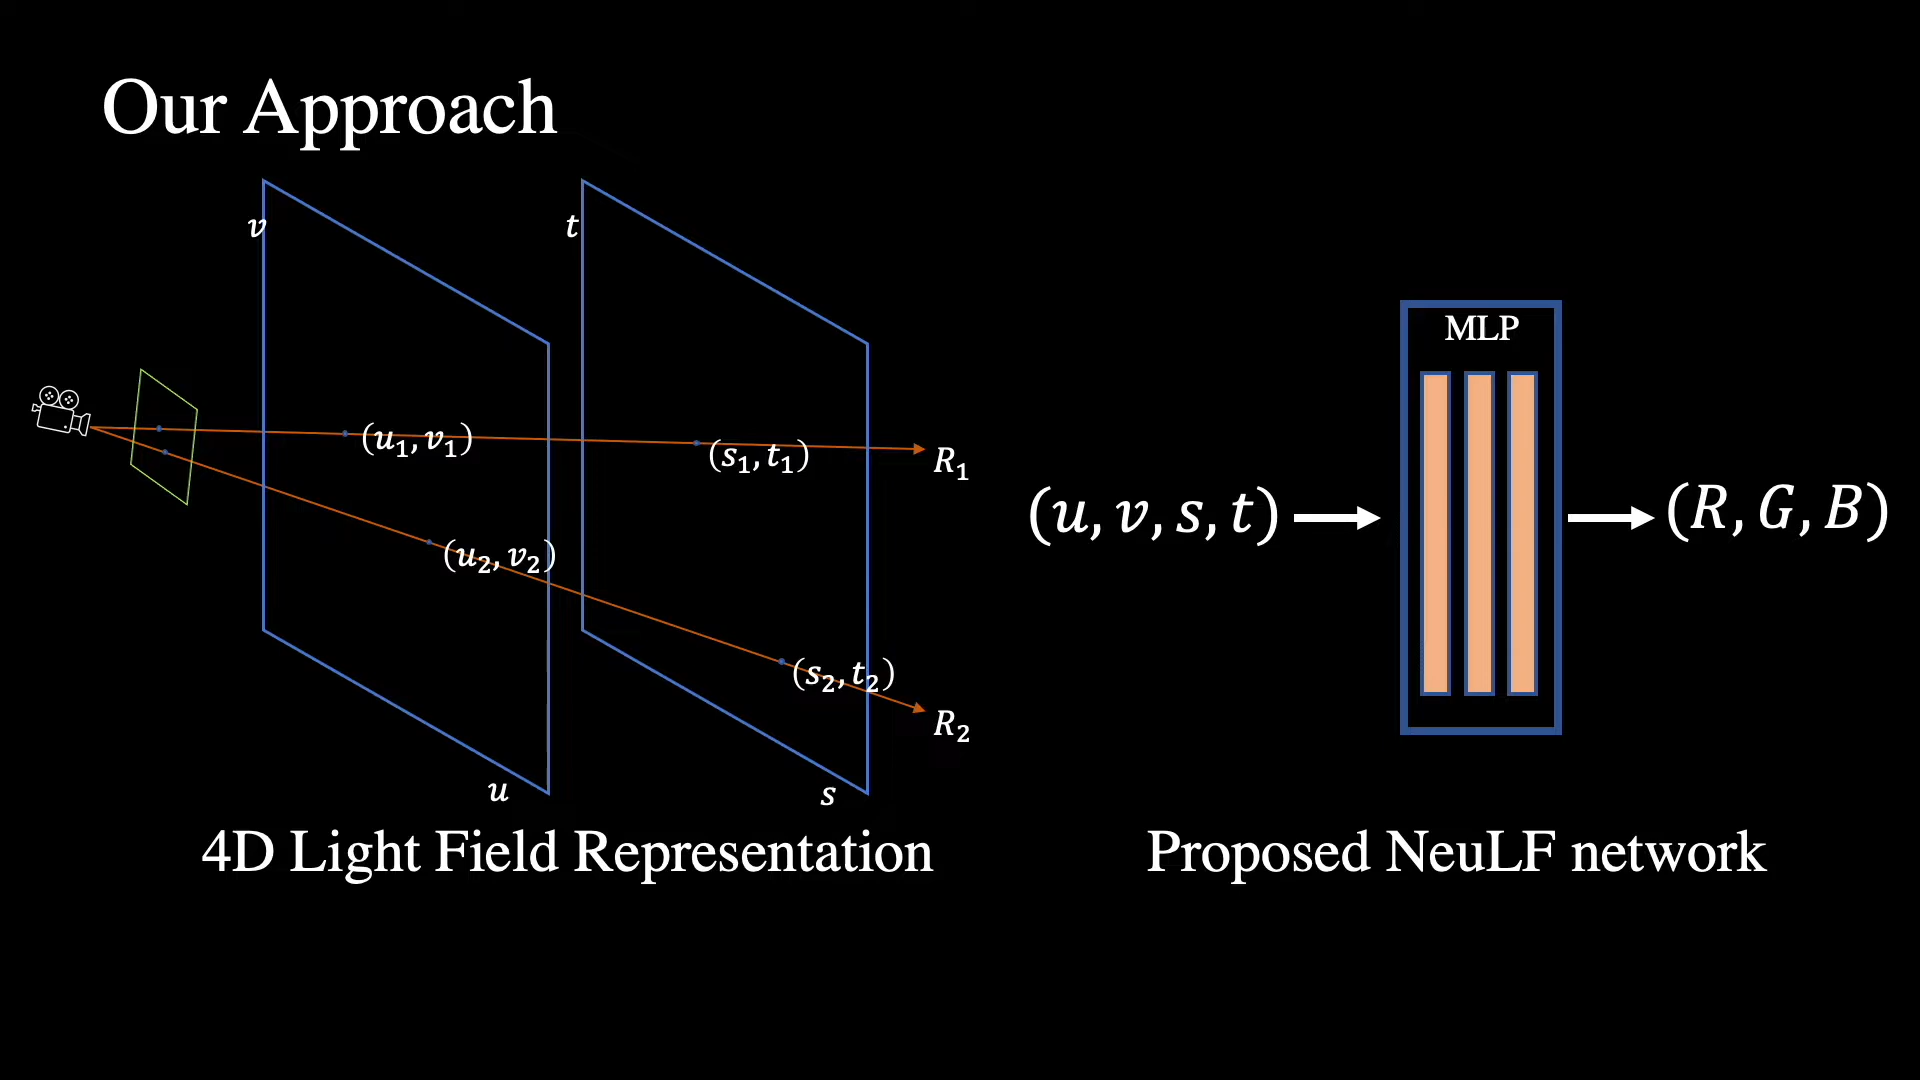 Our Approach
v
t
(u₁, v₁)
(s₁, t₁)
R₁
(u₂, v₂)
(s₂, t₂)
R₂
u
s
4D Light Field Representation
MLP
(u, v, s, t)
(R, G, B)
Proposed NeuLF network